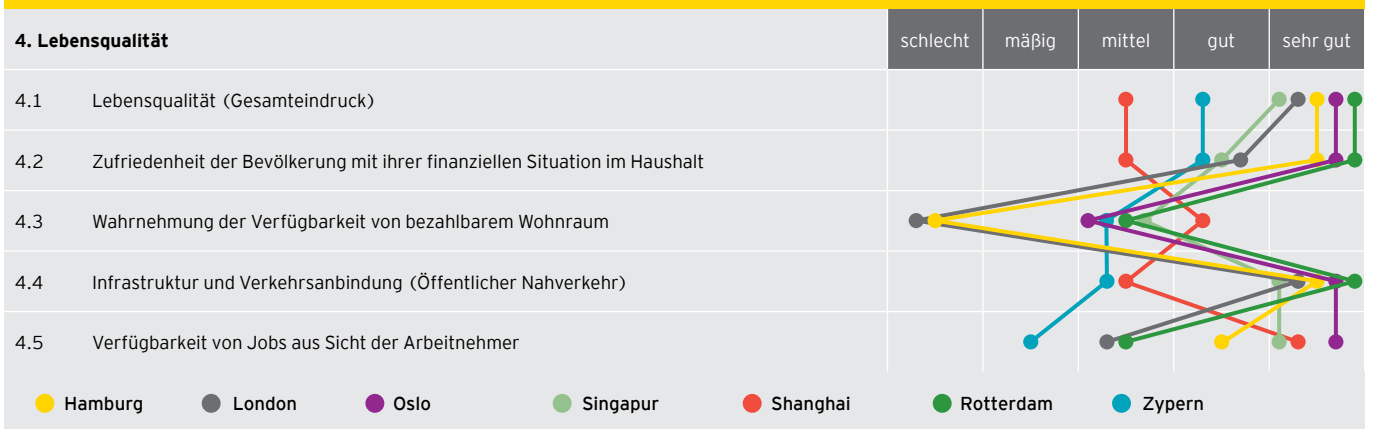 4. Lebensqualität schlecht mäßig mittel gut sehr gut
4.1 Lebensqualität (Gesamteindruck)
4.2 Zufriedenheit der Bevölkerung mit ihrer finanziellen Situation im Haushalt
4.3 Wahrnehmung der Verfügbarkeit von bezahlbarem Wohnraum
4.4 Infrastruktur und Verkehrsanbindung (Öffentlicher Nahverkehr)
4.5 Verfügbarkeit von Jobs aus Sicht der Arbeitnehmer
Hamburg London Oslo Singapur Shanghai Rotterdam Zypern